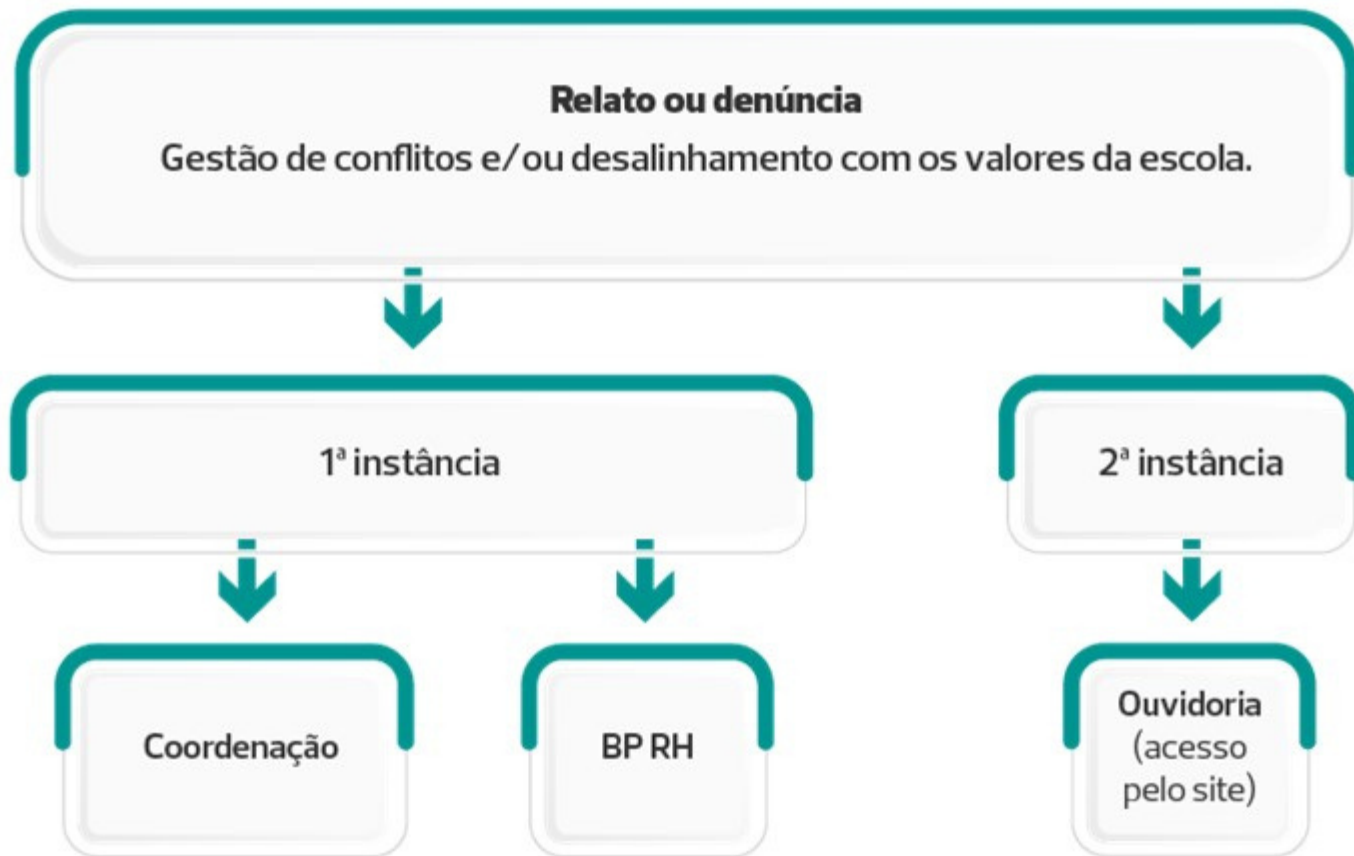 Relato ou denúncia
Gestão de conflitos e/ou desalinhamento com os valores da escola.
1ª instância
2ª instância
Coordenação
BP RH
Ouvidoria
(acesso
pelo site)